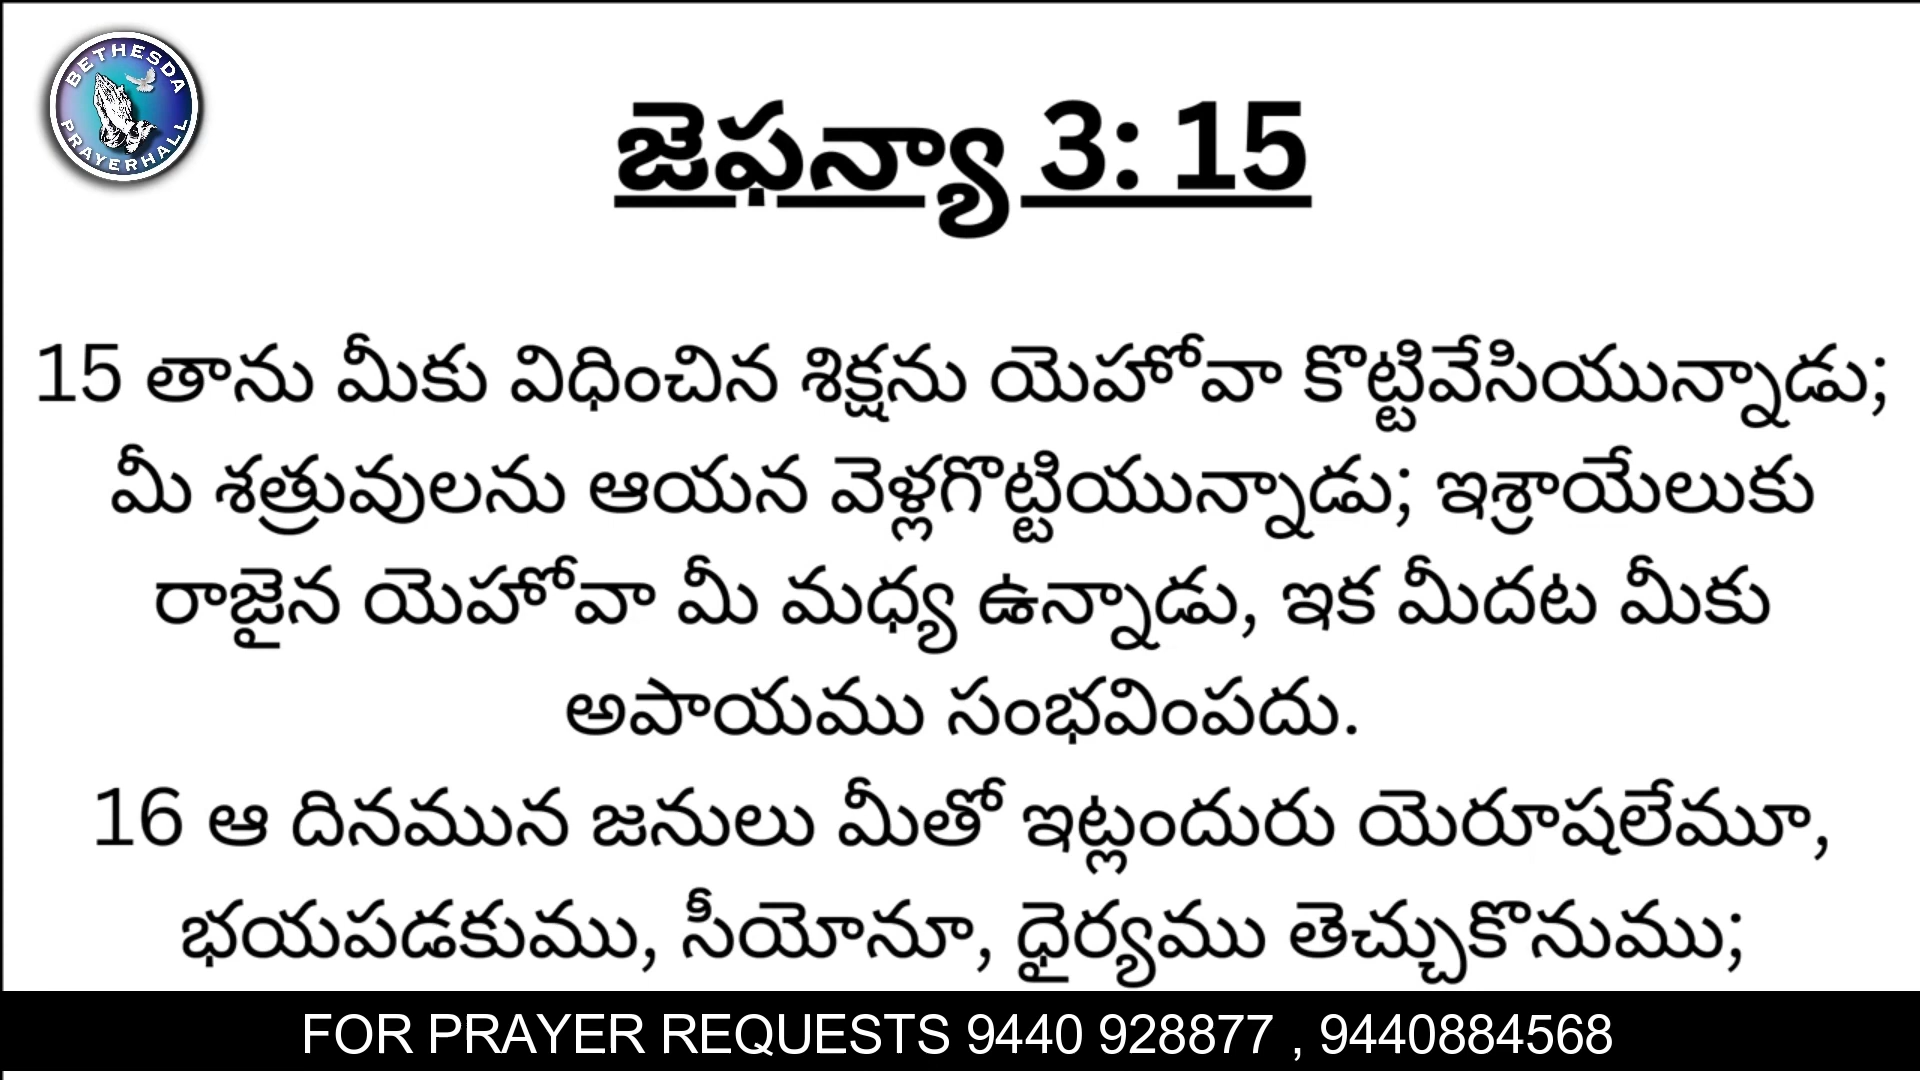 BETHESDA
PRAYERHALL
జెఫన్యా 3: 15
15 తాను మీకు విధించిన శిక్షను యెహోవా కొట్టివేసియున్నాడు;
మీ శత్రువులను ఆయన వెళ్లగొట్టియున్నాడు; ఇశ్రాయేలుకు
రాజైన యెహోవా మీ మధ్య ఉన్నాడు, ఇక మీదట మీకు
అపాయము సంభవింపదు.
16 ఆ దినమున జనులు మీతో ఇట్లందురు యెరూషలేమూ,
భయపడకుము, సీయోనూ, ధైర్యము తెచ్చుకొనుము;
FOR PRAYER REQUESTS 9440 928877 , 9440884568